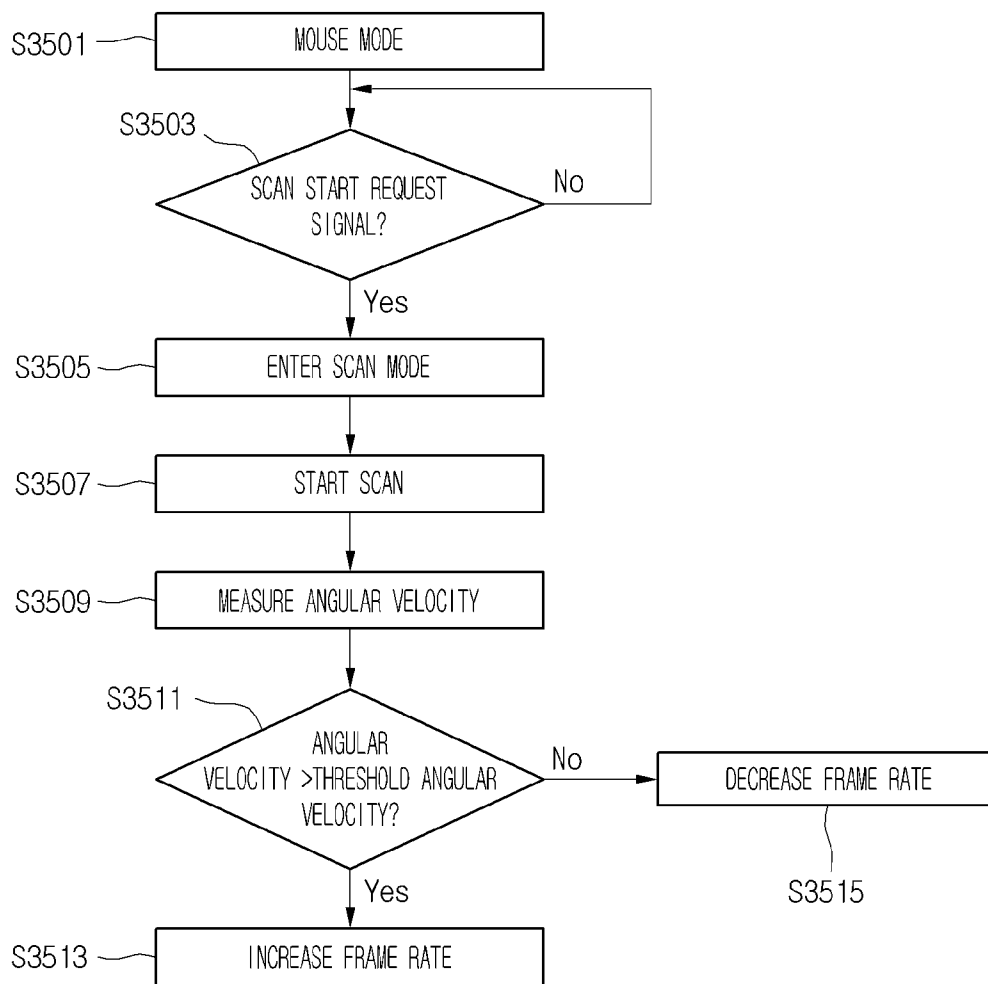 S3501
MOUSE MODE
S3503
SCAN START REQUEST
SIGNAL?
No
Yes
S3505
ENTER SCAN MODE
S3507
START SCAN
S3509
MEASURE ANGULAR VELOCITY
S3511
ANGULAR
VELOCITY >THRESHOLD ANGULAR
VELOCITY?
No
DECREASE FRAME RATE
S3515
Yes
S3513
INCREASE FRAME RATE